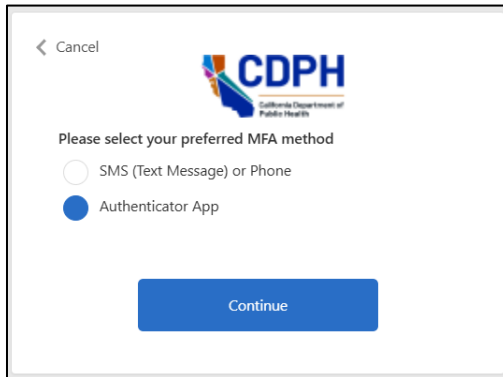 Cancel
CDPH
California Department of
Public Health
Please select your preferred MFA method
SMS (Text Message) or Phone
Authenticator App
Continue